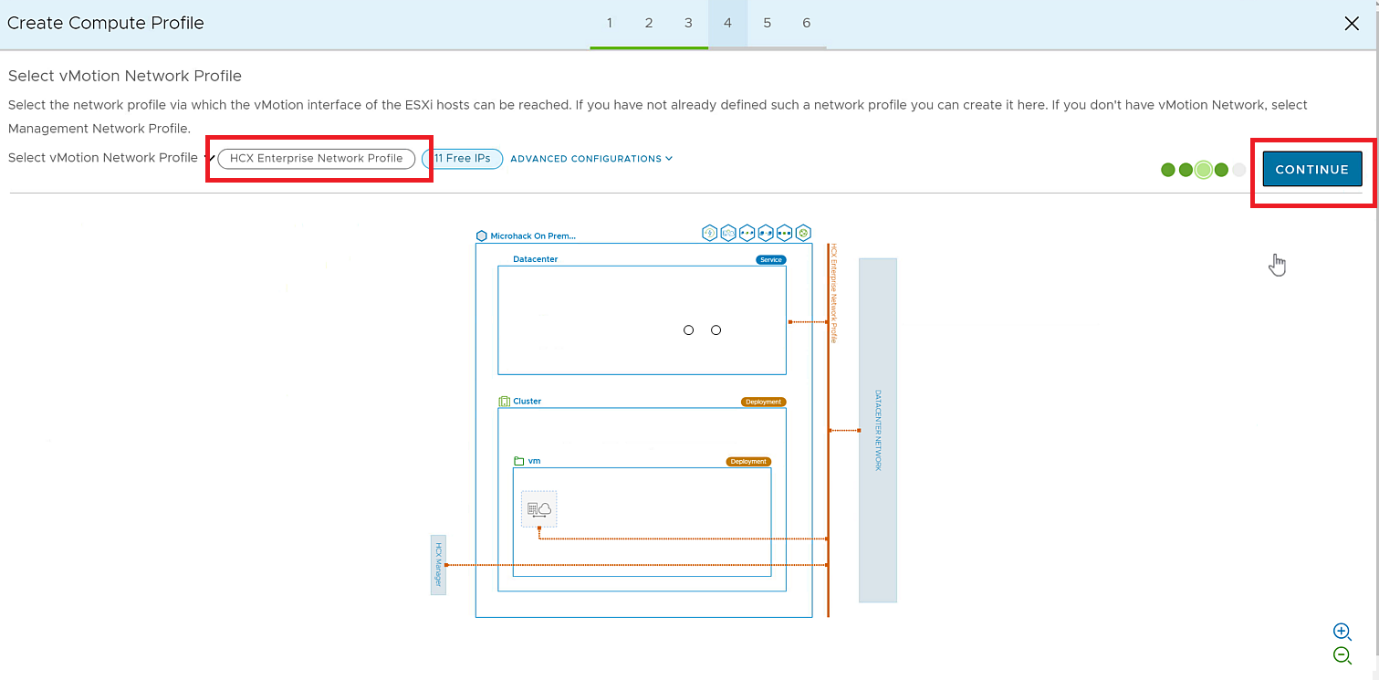 Create Compute Profile
1 2 3 4 5 6
Select vMotion Network Profile
Select the network profile via which the vMotion interface of the ESXi hosts can be reached. If you have not already defined such a network profile you can create it here. If you don't have vMotion Network, select
Management Network Profile.
Select vMotion Network Profile HCX Enterprise Network Profile 11 Free IPs ADVANCED CONFIGURATIONS
CONTINUE
Microhack On Prem...
Datacenter Service
HCX Enterprise Network Profile
DATACENTER NETWORK
Cluster Deployment
vm Deployment
HCX Manager